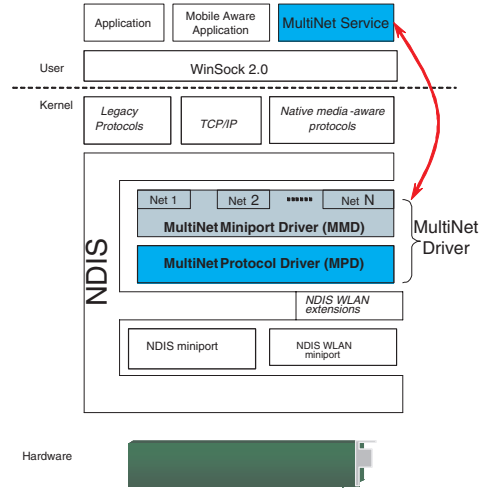 Application
Mobile Aware
Application
MultiNet Service
User
WinSock 2.0
Kernel
Legacy
Protocols
TCP/IP
Native media-aware
protocols
NDIS
Net 1
Net 2
Net N
MultiNet Miniport Driver (MMD)
MultiNet Protocol Driver (MPD)
MultiNet
Driver
NDIS WLAN
extensions
NDIS miniport
NDIS WLAN
miniport
Hardware